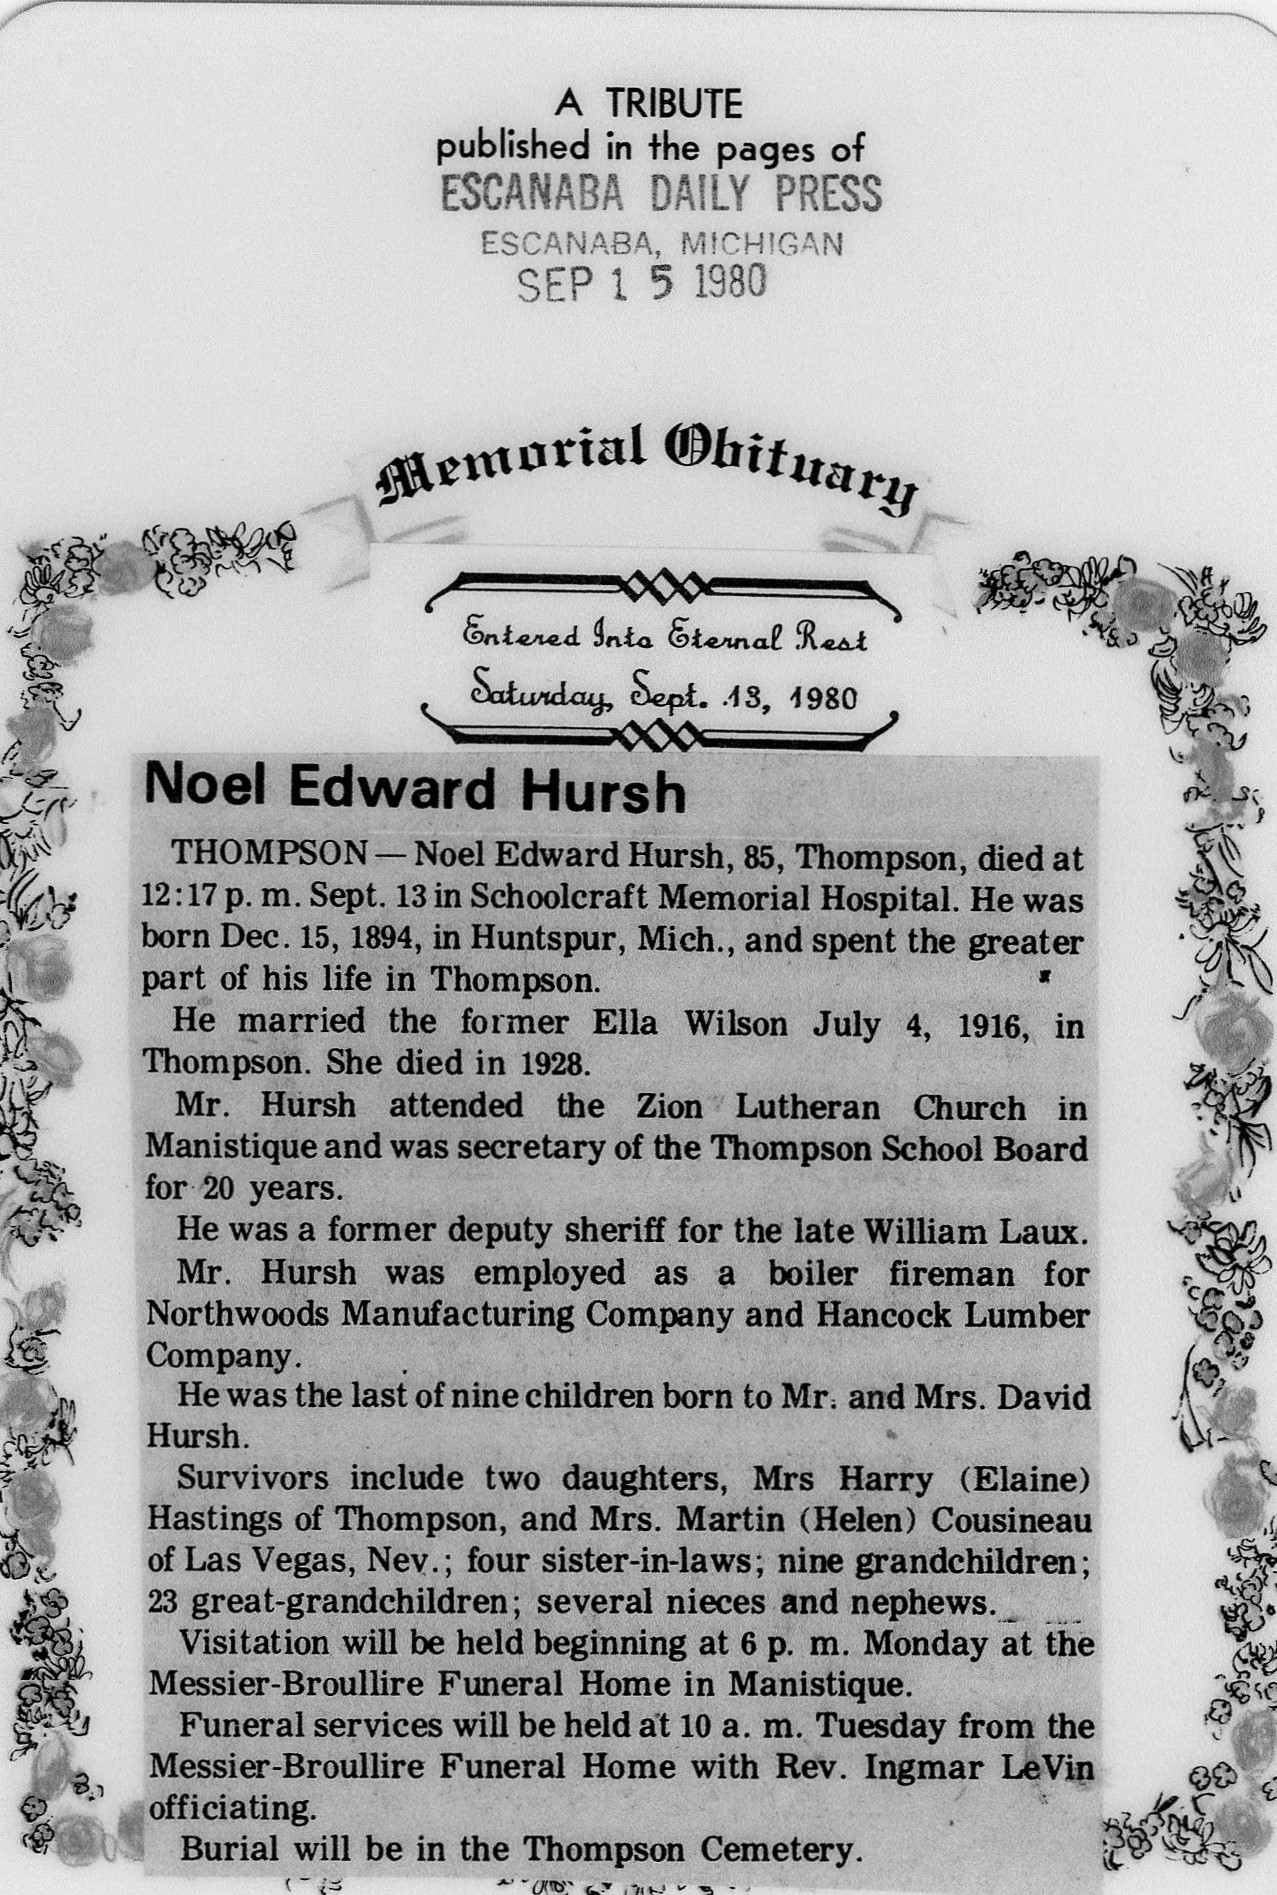 A TRIBUTE
published in the pages of
ESCANABA DAILY PRESS
ESCANABA, MICHIGAN
SEP 15 1980
Memorial Obituary
Entered Into Eternal Rest
Saturday, Sept. 13, 1980
Noel Edward Hursh
THOMPSON — Noel Edward Hursh, 85, Thompson, died at
12:17 p. m. Sept. 13 in Schoolcraft Memorial Hospital. He was
born Dec. 15, 1894, in Huntspur, Mich., and spent the greater
part of his life in Thompson.
He married the former Ella Wilson July 4, 1916, in
Thompson. She died in 1928.
Mr. Hursh attended the Zion Lutheran Church in
Manistique and was secretary of the Thompson School Board
for 20 years.
He was a former deputy sheriff for the late William Laux.
Mr. Hursh was employed as a boiler fireman for
Northwoods Manufacturing Company and Hancock Lumber
Company.
He was the last of nine children born to Mr. and Mrs. David
Hursh.
Survivors include two daughters, Mrs Harry (Elaine)
Hastings of Thompson, and Mrs. Martin (Helen) Cousineau
of Las Vegas, Nev.; four sister-in-laws; nine grandchildren;
23 great-grandchildren; several nieces and nephews.
Visitation will be held beginning at 6 p. m. Monday at the
Messier-Broullire Funeral Home in Manistique.
Funeral services will be held at 10 a. m. Tuesday from the
Messier-Broullire Funeral Home with Rev. Ingmar LeVin
officiating.
Burial will be in the Thompson Cemetery.